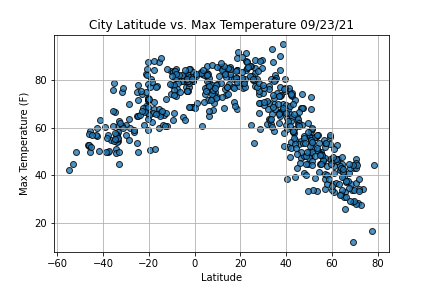 City Latitude vs. Max Temperature 09/23/21
Max Temperature (F)
80
60
40
20
−60 −40 −20 0 20 40 60 80
Latitude